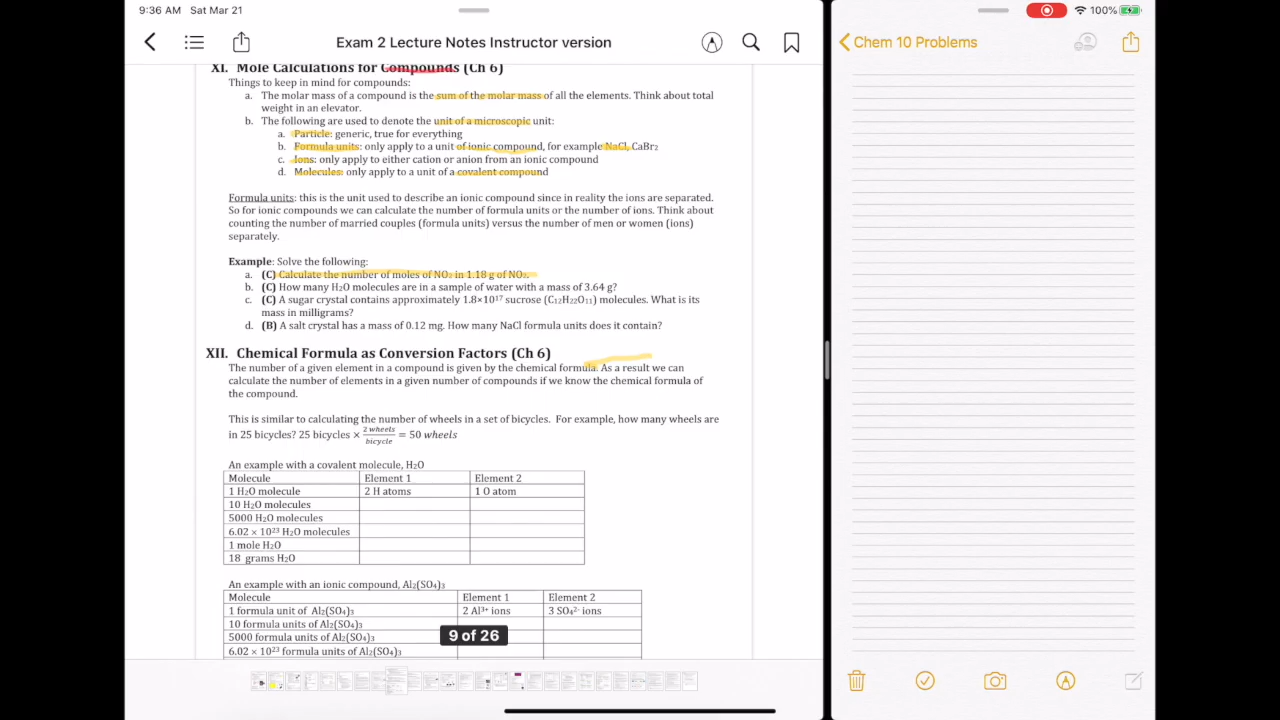 9:36 AM Sat Mar 21
100%
Exam 2 Lecture Notes Instructor version
Chem 10 Problems
XI. Mole Calculations for Compounds (Ch 6)
Things to keep in mind for compounds:
a. The molar mass of a compound is the sum of the molar mass of all the elements. Think about total
weight in an elevator.
b. The following are used to denote the unit of a microscopic unit:
a. Particle: generic, true for everything
b. Formula units: only apply to a unit of ionic compound, for example NaCl, CaBr2
c. Ions: only apply to either cation or anion from an ionic compound
d. Molecules: only apply to a unit of a covalent compound
Formula units: this is the unit used to describe an ionic compound since in reality the ions are separated.
So for ionic compounds we can calculate the number of formula units or the number of ions. Think about
counting the number of married couples (formula units) versus the number of men or women (ions)
separately.
Example: Solve the following:
a. (C) Calculate the number of moles of NO₂ in 1.18 g of NO₂.
b. (C) How many H₂O molecules are in a sample of water with a mass of 3.64 g?
c. (C) A sugar crystal contains approximately 1.8×10¹⁷ sucrose (C₁₂H₂₂O₁₁) molecules. What is its
mass in milligrams?
d. (B) A salt crystal has a mass of 0.12 mg. How many NaCl formula units does it contain?
XII. Chemical Formula as Conversion Factors (Ch 6)
The number of a given element in a compound is given by the chemical formula. As a result we can
calculate the number of elements in a given number of compounds if we know the chemical formula of
the compound.
This is similar to calculating the number of wheels in a set of bicycles. For example, how many wheels are
in 25 bicycles? 25 bicycles × 2 wheels/bicycle = 50 wheels
An example with a covalent molecule, H₂O
Molecule Element 1 Element 2
1 H₂O molecule 2 H atoms 1 O atom
10 H₂O molecules
5000 H₂O molecules
6.02 × 10²³ H₂O molecules
1 mole H₂O
18 grams H₂O
An example with an ionic compound, Al₂(SO₄)₃
Molecule Element 1 Element 2
1 formula unit of Al₂(SO₄)₃ 2 Al³⁺ ions 3 SO₄²⁻ ions
10 formula units of Al₂(SO₄)₃
5000 formula units of Al₂(SO₄)₃
6.02 × 10²³ formula units of Al₂(SO₄)₃
9 of 26